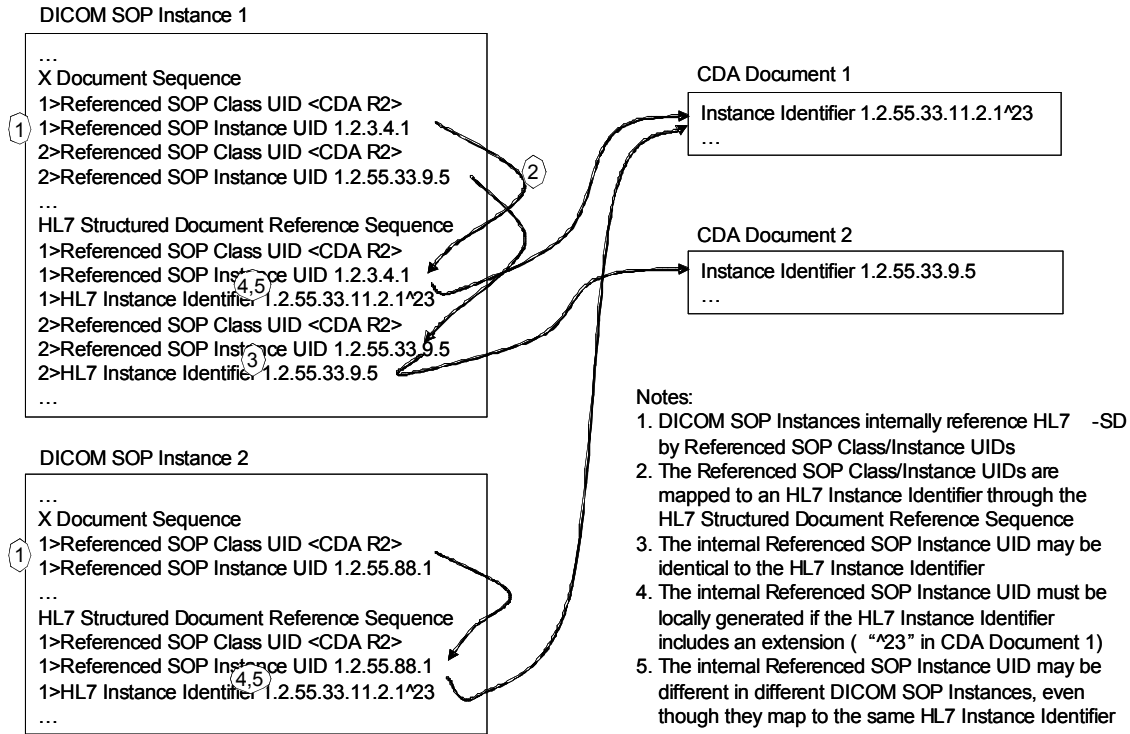 DICOM SOP Instance 1
…
X Document Sequence
1>Referenced SOP Class UID <CDA R2>
1>Referenced SOP Instance UID 1.2.3.4.1
2>Referenced SOP Class UID <CDA R2>
2>Referenced SOP Instance UID 1.2.55.33.9.5
…
HL7 Structured Document Reference Sequence
1>Referenced SOP Class UID <CDA R2>
1>Referenced SOP Instance UID 1.2.3.4.1
1>HL7 Instance Identifier 1.2.55.33.11.2.1^23
2>Referenced SOP Class UID <CDA R2>
2>Referenced SOP Instance UID 1.2.55.33.9.5
2>HL7 Instance Identifier 1.2.55.33.9.5
…
1
2
4,5
3
DICOM SOP Instance 2
…
X Document Sequence
1>Referenced SOP Class UID <CDA R2>
1>Referenced SOP Instance UID 1.2.55.88.1
…
HL7 Structured Document Reference Sequence
1>Referenced SOP Class UID <CDA R2>
1>Referenced SOP Instance UID 1.2.55.88.1
1>HL7 Instance Identifier 1.2.55.33.11.2.1^23
…
1
4,5
CDA Document 1
Instance Identifier 1.2.55.33.11.2.1^23
…
CDA Document 2
Instance Identifier 1.2.55.33.9.5
…
Notes:
1. DICOM SOP Instances internally reference HL7 -SD
by Referenced SOP Class/Instance UIDs
2. The Referenced SOP Class/Instance UIDs are
mapped to an HL7 Instance Identifier through the
HL7 Structured Document Reference Sequence
3. The internal Referenced SOP Instance UID may be
identical to the HL7 Instance Identifier
4. The internal Referenced SOP Instance UID must be
locally generated if the HL7 Instance Identifier
includes an extension ( “^23” in CDA Document 1)
5. The internal Referenced SOP Instance UID may be
different in different DICOM SOP Instances, even
though they map to the same HL7 Instance Identifier